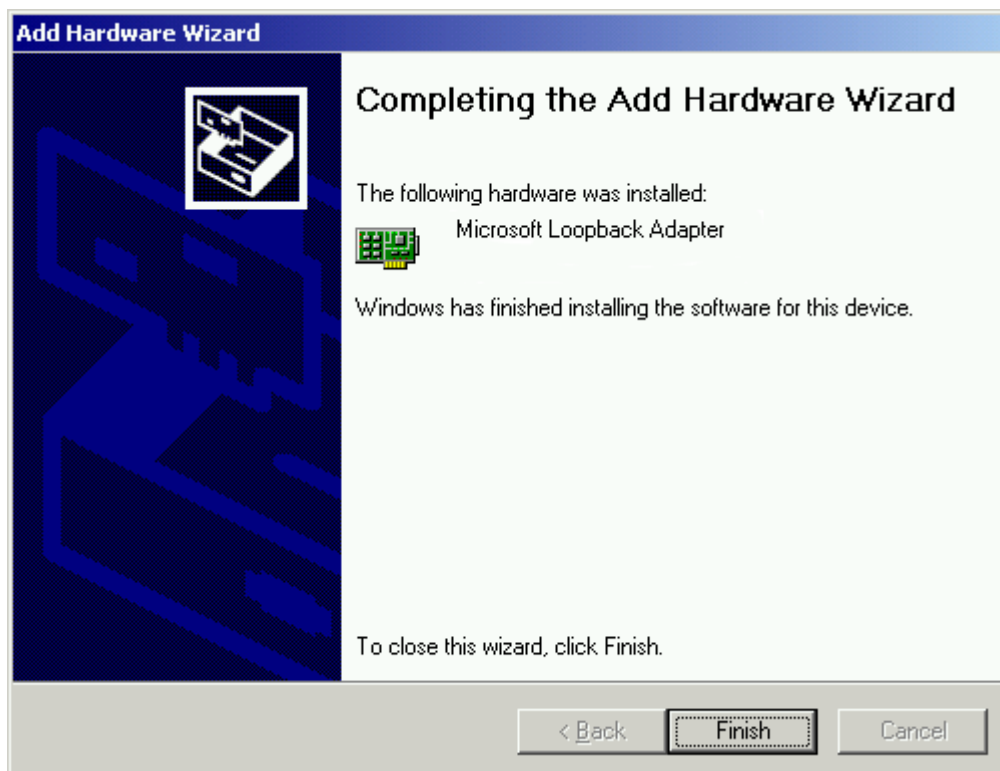 Add Hardware Wizard
Completing the Add Hardware Wizard
The following hardware was installed:
Microsoft Loopback Adapter
Windows has finished installing the software for this device.
To close this wizard, click Finish.
< Back Finish Cancel